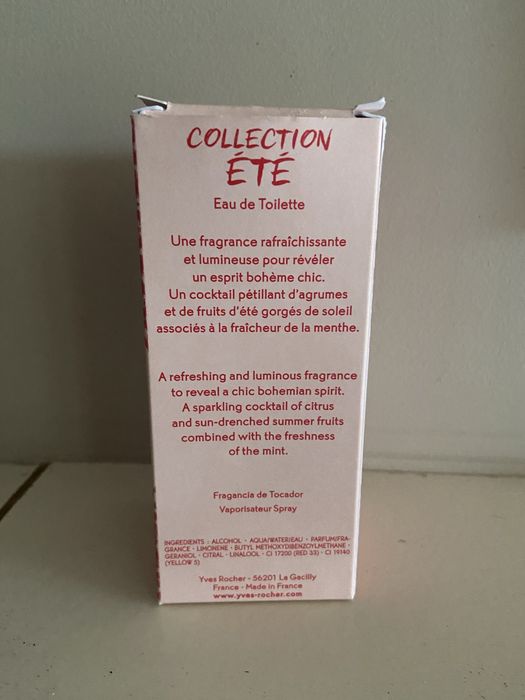 COLLECTION
ÉTÉ
Eau de Toilette
Une fragrance rafraîchissante
et lumineuse pour révéler
un esprit bohème chic.
Un cocktail pétillant d'agrumes
et de fruits d'été gorgés de soleil
associés à la fraîcheur de la menthe.
A refreshing and luminous fragrance
to reveal a chic bohemian spirit.
A sparkling cocktail of citrus
and sun-drenched summer fruits
combined with the freshness
of the mint.
Fragancia de Tocador
Vaporisateur Spray
INGREDIENTS : ALCOHOL • AQUA/WATER/EAU • PARFUM/FRA-
GRANCE • LIMONENE • BUTYL METHOXYDIBENZOYLMETHANE •
GERANIOL • CITRAL • LINALOOL • CI 17200 (RED 33) • CI 19140
(YELLOW 5)
Yves Rocher - 56201 La Gacilly
France - Made in France
www.yves-rocher.com